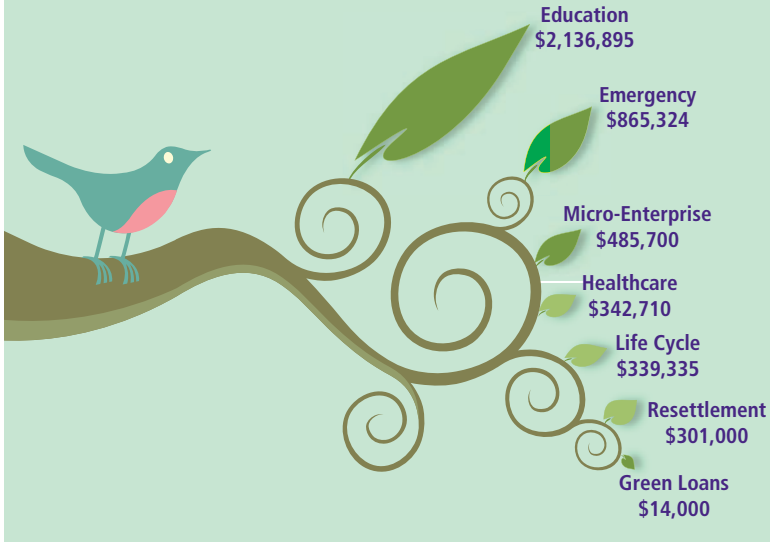 Education
$2,136,895
Emergency
$865,324
Micro-Enterprise
$485,700
Healthcare
$342,710
Life Cycle
$339,335
Resettlement
$301,000
Green Loans
$14,000